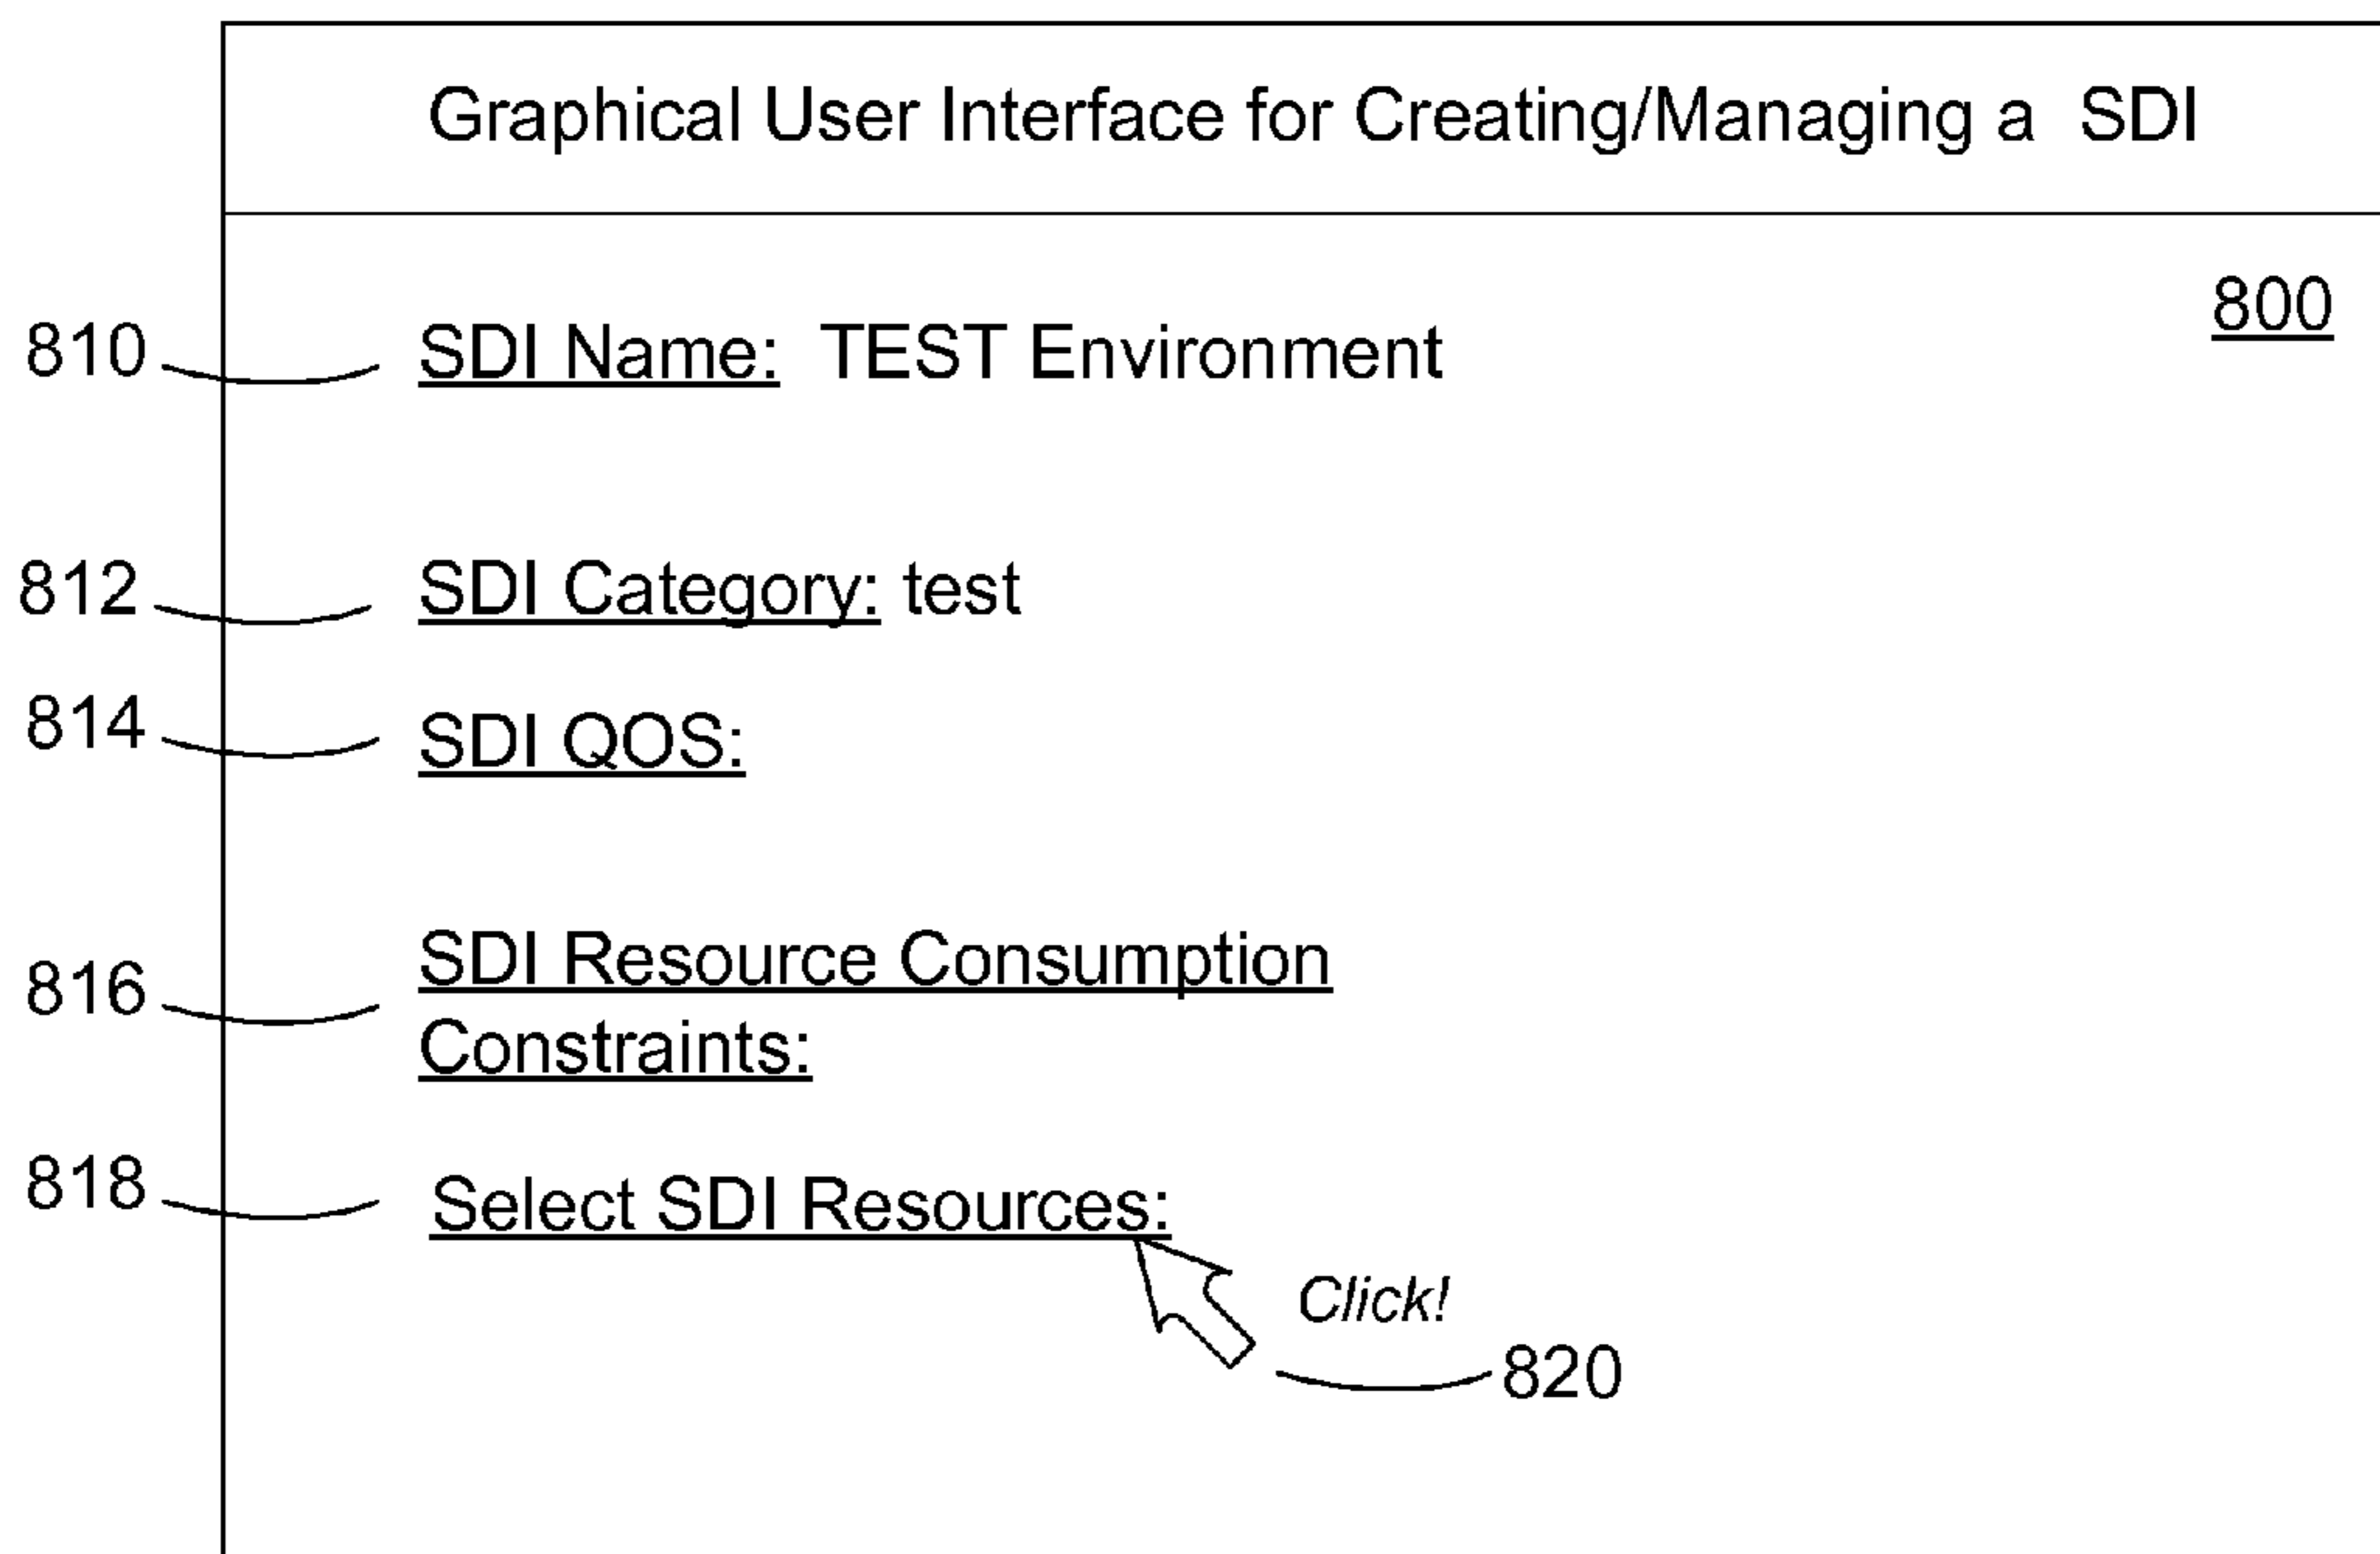 Graphical User Interface for Creating/Managing a SDI
800
810 SDI Name: TEST Environment
812 SDI Category: test
814 SDI QOS:
816 SDI Resource Consumption
Constraints:
818 Select SDI Resources:
Click!
820